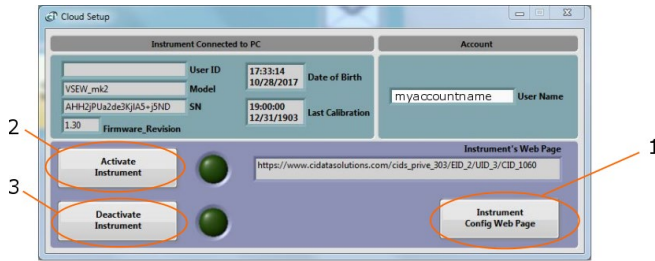 Cloud Setup
Instrument Connected to PC
Account
User ID
17:33:14
10/28/2017
Date of Birth
VSEW_mk2
Model
myaccountname
User Name
AHH2jPUa2de3KjIA5+j5ND
SN
19:00:00
12/31/1903
Last Calibration
1.30
Firmware_Revision
1
2
Instrument's Web Page
Activate
Instrument
https://www.cidatasolutions.com/cids_prive_303/EID_2/UID_3/CID_1060
3
Deactivate
Instrument
Instrument
Config Web Page